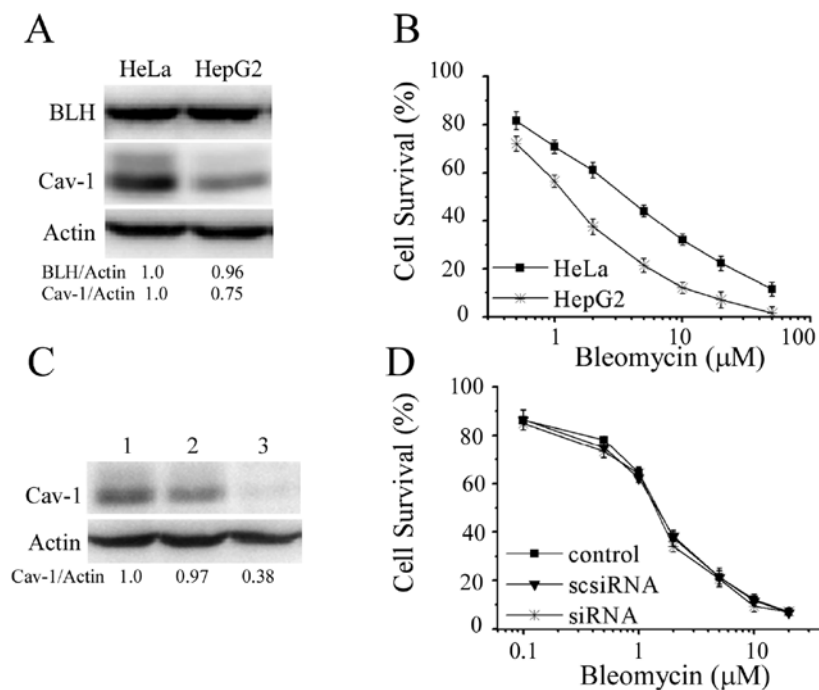 A
HeLa HepG2
BLH
Cav-1
Actin
BLH/Actin 1.0 0.96
Cav-1/Actin 1.0 0.75
B
100
80
60
40
20
0
Cell Survival (%)
HeLa
HepG2
1 10 100
Bleomycin (μM)
C
1 2 3
Cav-1
Actin
Cav-1/Actin 1.0 0.97 0.38
D
100
80
60
40
20
0
Cell Survival (%)
control
scsiRNA
siRNA
0.1 1 10
Bleomycin (μM)